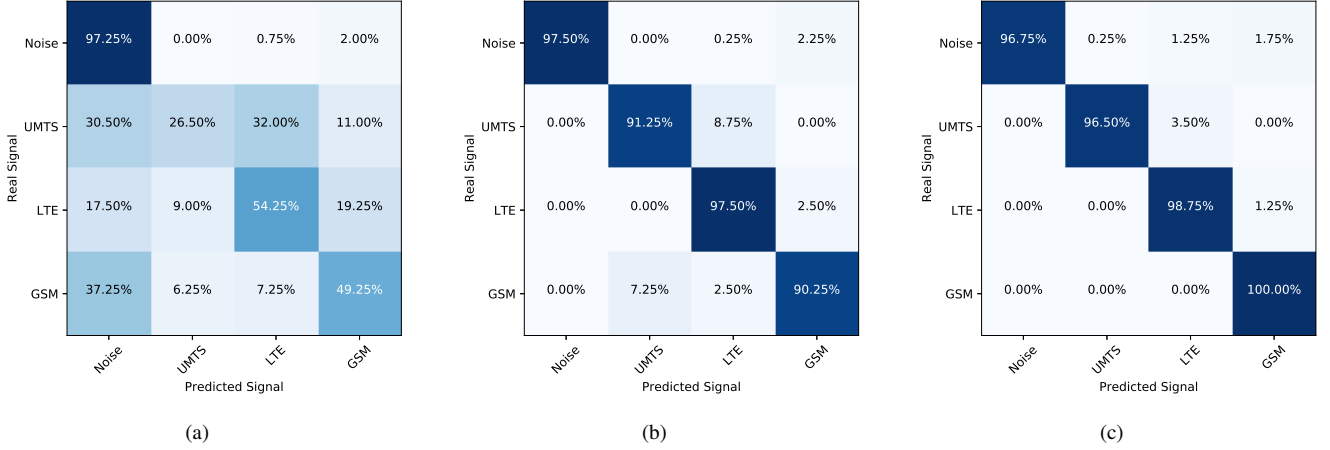 Real Signal
Noise 97.25% 0.00% 0.75% 2.00%
UMTS 30.50% 26.50% 32.00% 11.00%
LTE 17.50% 9.00% 54.25% 19.25%
GSM 37.25% 6.25% 7.25% 49.25%
Noise UMTS LTE GSM
Predicted Signal
(a)
Real Signal
Noise 97.50% 0.00% 0.25% 2.25%
UMTS 0.00% 91.25% 8.75% 0.00%
LTE 0.00% 0.00% 97.50% 2.50%
GSM 0.00% 7.25% 2.50% 90.25%
Noise UMTS LTE GSM
Predicted Signal
(b)
Real Signal
Noise 96.75% 0.25% 1.25% 1.75%
UMTS 0.00% 96.50% 3.50% 0.00%
LTE 0.00% 0.00% 98.75% 1.25%
GSM 0.00% 0.00% 0.00% 100.00%
Noise UMTS LTE GSM
Predicted Signal
(c)